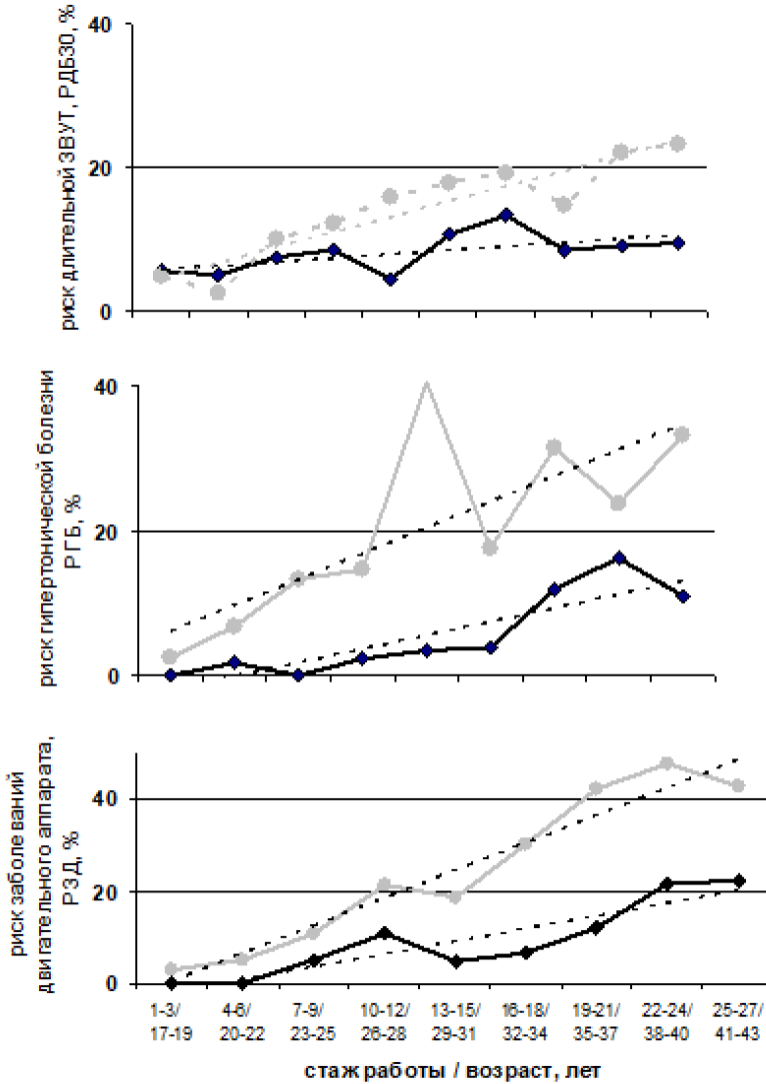 риск длительной ЗВУТ, РДБ30, %
40
20
0
риск гипертонической болезни
РГБ, %
40
20
0
риск заболеваний
двигательного аппарата,
РЗД, %
40
20
0
1-3/ 4-6/ 7-9/ 10-12/ 13-15/ 16-18/ 19-21/ 22-24/ 25-27/
17-19 20-22 23-25 26-28 29-31 32-34 35-37 38-40 41-43
стаж работы / возраст, лет